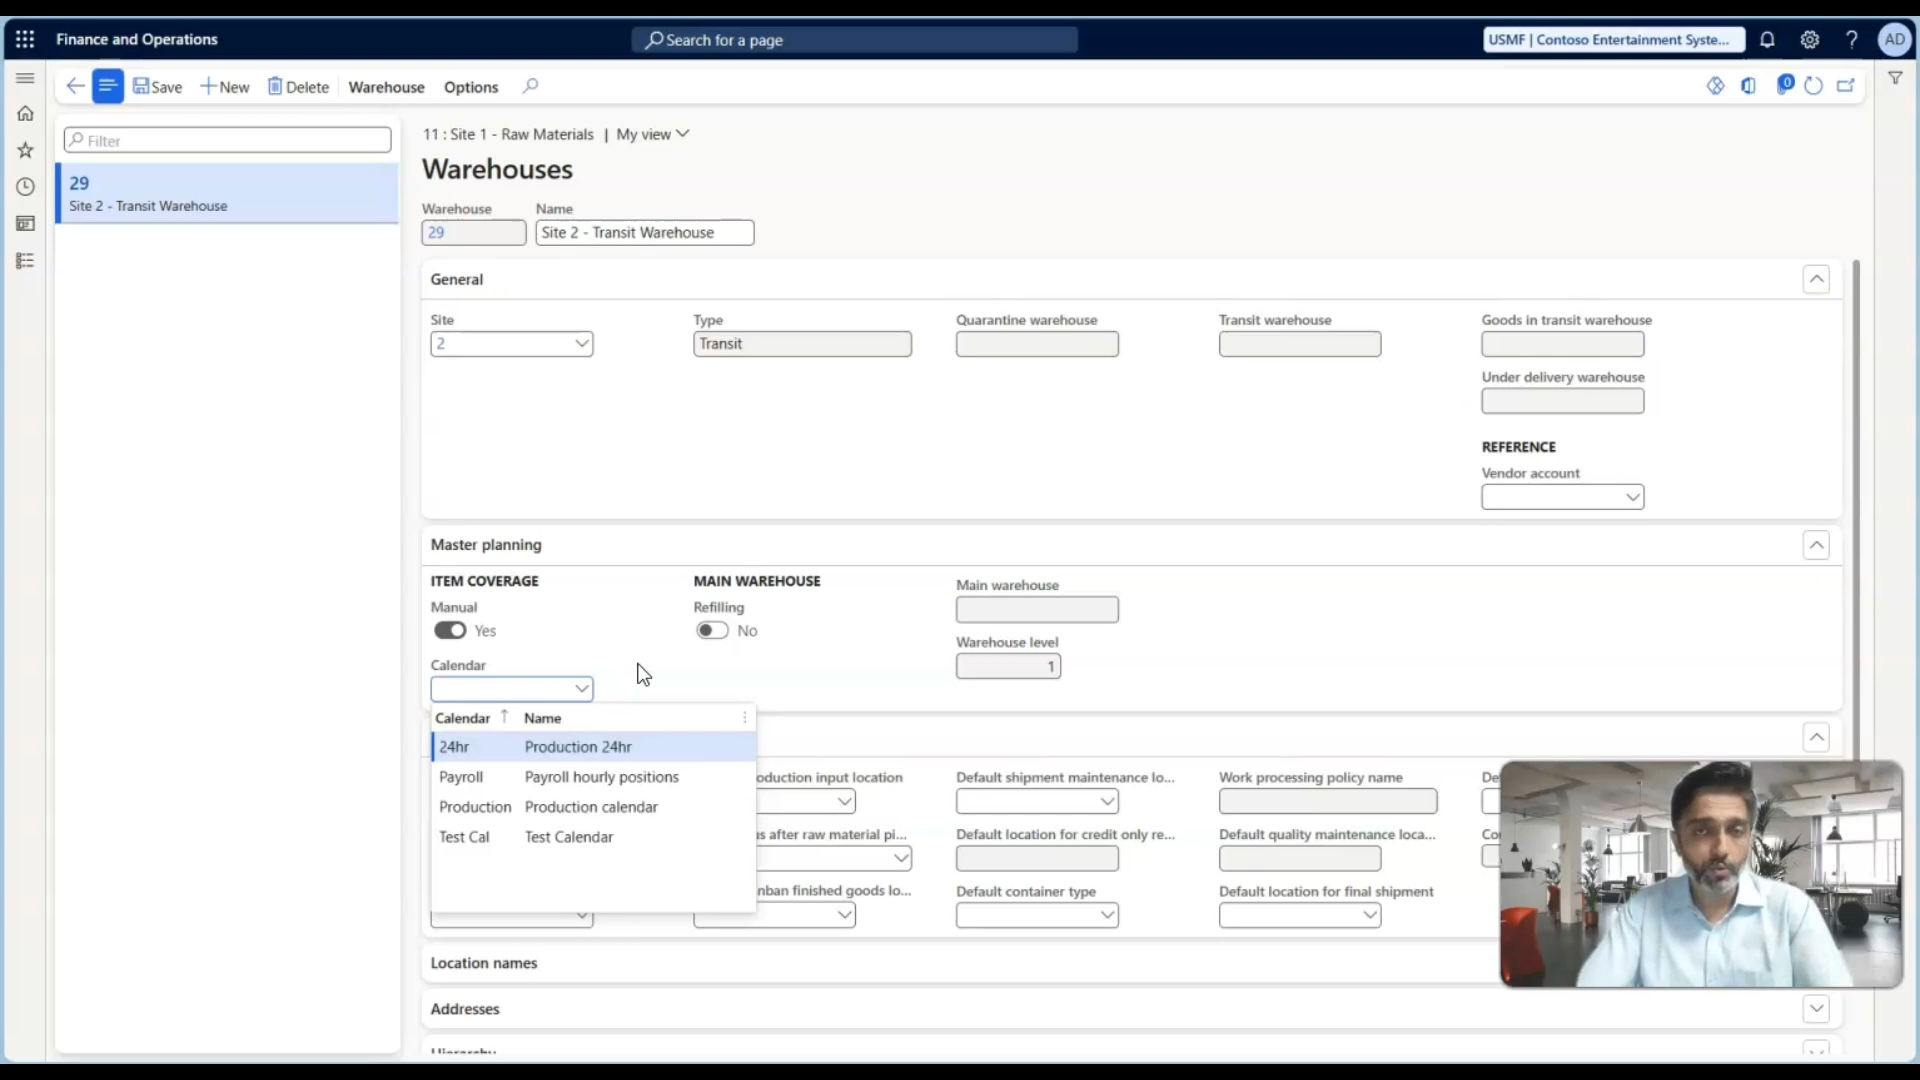 Finance and Operations
Search for a page
USMF | Contoso Entertainment Syste...
?
AD
Save
New
Delete
Warehouse
Options
0
Filter
29
Site 2 - Transit Warehouse
11 : Site 1 - Raw Materials | My view
Warehouses
Warehouse
Name
29
Site 2 - Transit Warehouse
General
Site
Type
Quarantine warehouse
Transit warehouse
Goods in transit warehouse
2
Transit
Under delivery warehouse
REFERENCE
Vendor account
Master planning
ITEM COVERAGE
MAIN WAREHOUSE
Main warehouse
Manual
Refilling
Yes
No
Warehouse level
1
Calendar
Calendar
Name
24hr
Production 24hr
Payroll
Payroll hourly positions
Production
Production calendar
Test Cal
Test Calendar
oduction input location
Default shipment maintenance lo...
Work processing policy name
De
s after raw material pi...
Default location for credit only re...
Default quality maintenance loca...
Co
nban finished goods lo...
Default container type
Default location for final shipment
Location names
Addresses
Hierarchy